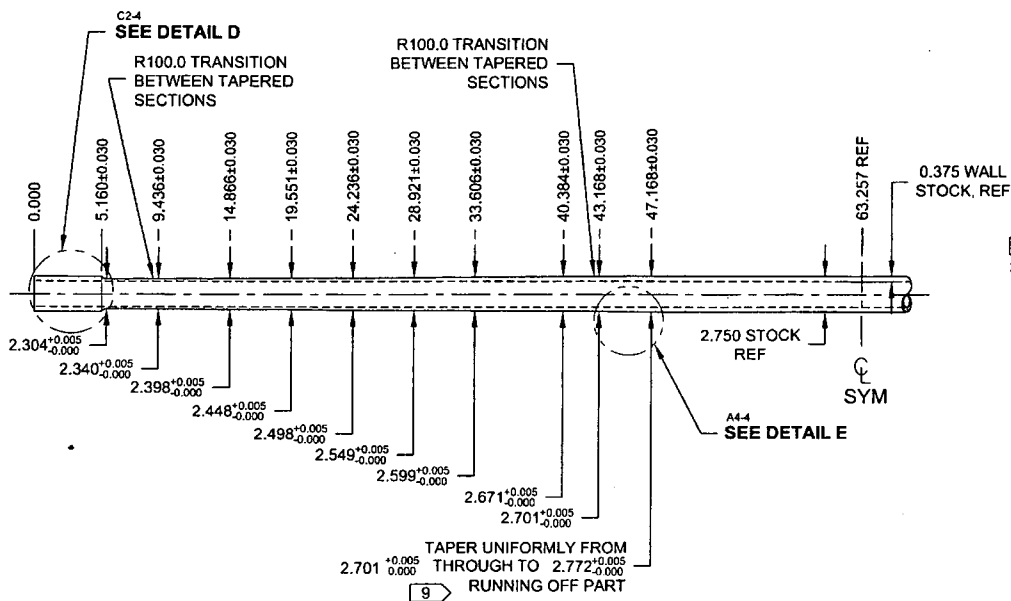 C2-4
SEE DETAIL D
R100.0 TRANSITION
BETWEEN TAPERED
SECTIONS
R100.0 TRANSITION
BETWEEN TAPERED
SECTIONS
0.000
5.160±0.030
9.436±0.030
14.866±0.030
19.551±0.030
24.236±0.030
28.921±0.030
33.606±0.030
40.384±0.030
43.168±0.030
47.168±0.030
63.257 REF
0.375 WALL
STOCK, REF
2.304 +0.005 -0.000
2.340 +0.005 -0.000
2.398 +0.005 -0.000
2.448 +0.005 -0.000
2.498 +0.005 -0.000
2.549 +0.005 -0.000
2.599 +0.005 -0.000
2.671 +0.005 -0.000
2.701 +0.005 -0.000
2.750 STOCK
REF
CL
SYM
A4-4
SEE DETAIL E
TAPER UNIFORMLY FROM
2.701 +0.005 0.000 THROUGH TO 2.772 +0.005 -0.000
9 RUNNING OFF PART